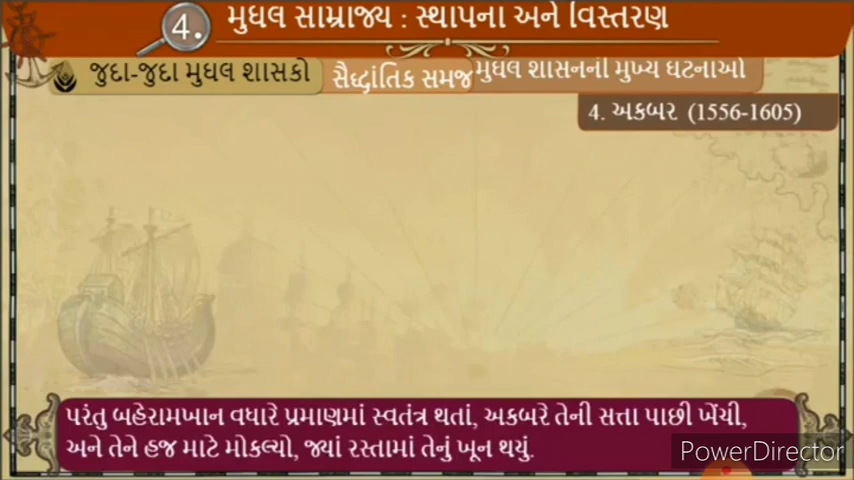 4. મુઘલ સામ્રાજ્ય : સ્થાપના અને વિસ્તરણ
જુદા-જુદા મુઘલ શાસકો સૈદ્ધાંતિક સમજ મુઘલ શાસનની મુખ્ય ઘટનાઓ
4. અકબર (1556-1605)
પરંતુ બહેરામખાન વધારે પ્રમાણમાં સ્વતંત્ર થતાં, અકબરે તેની સત્તા પાછી ખેંચી,
અને તેને હજ માટે મોકલ્યો, જ્યાં રસ્તામાં તેનું ખૂન થયું.
PowerDirector